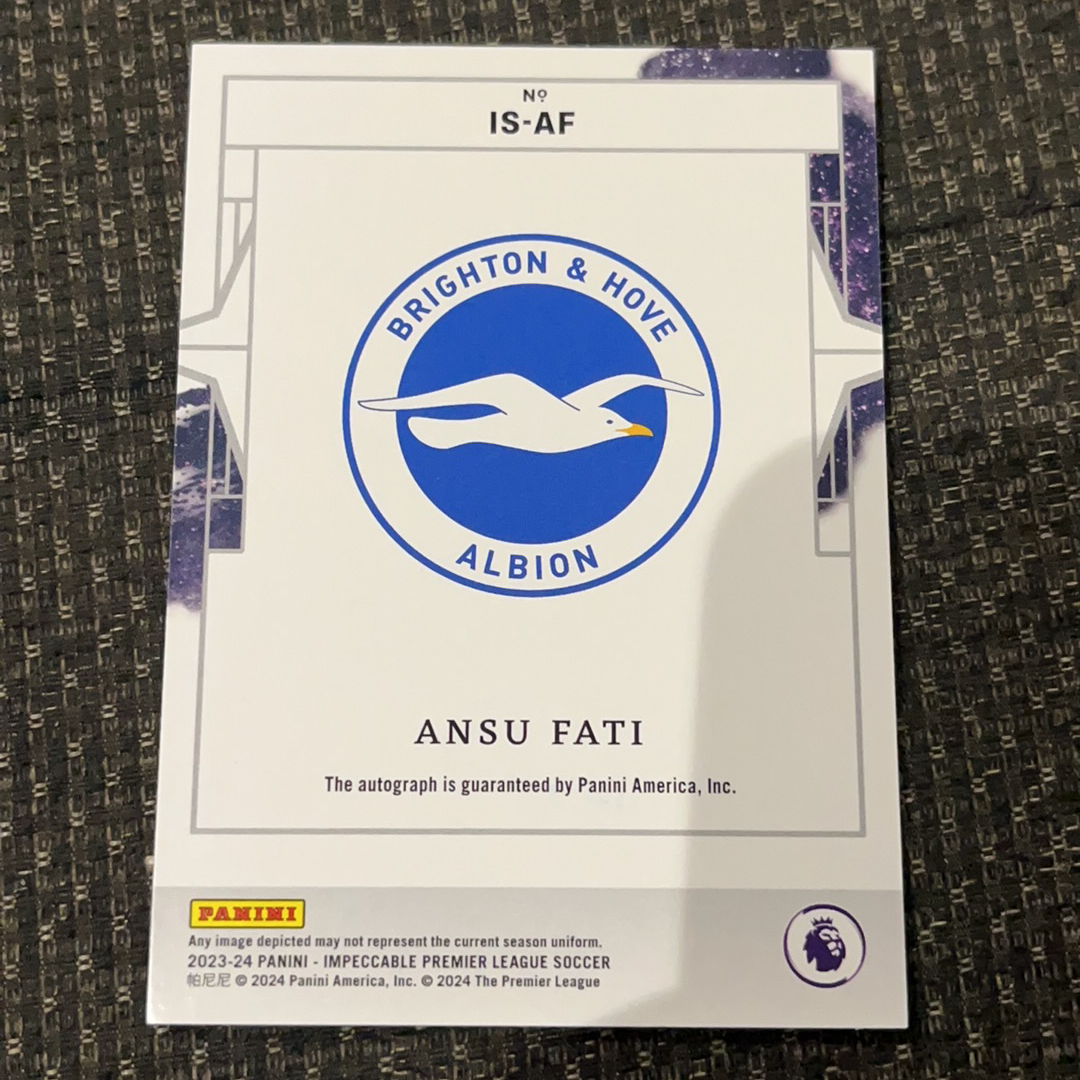 Nº
IS-AF
BRIGHTON & HOVE
ALBION
ANSU FATI
The autograph is guaranteed by Panini America, Inc.
PANINI
Any image depicted may not represent the current season uniform.
2023-24 PANINI - IMPECCABLE PREMIER LEAGUE SOCCER
帕尼尼 © 2024 Panini America, Inc. © 2024 The Premier League